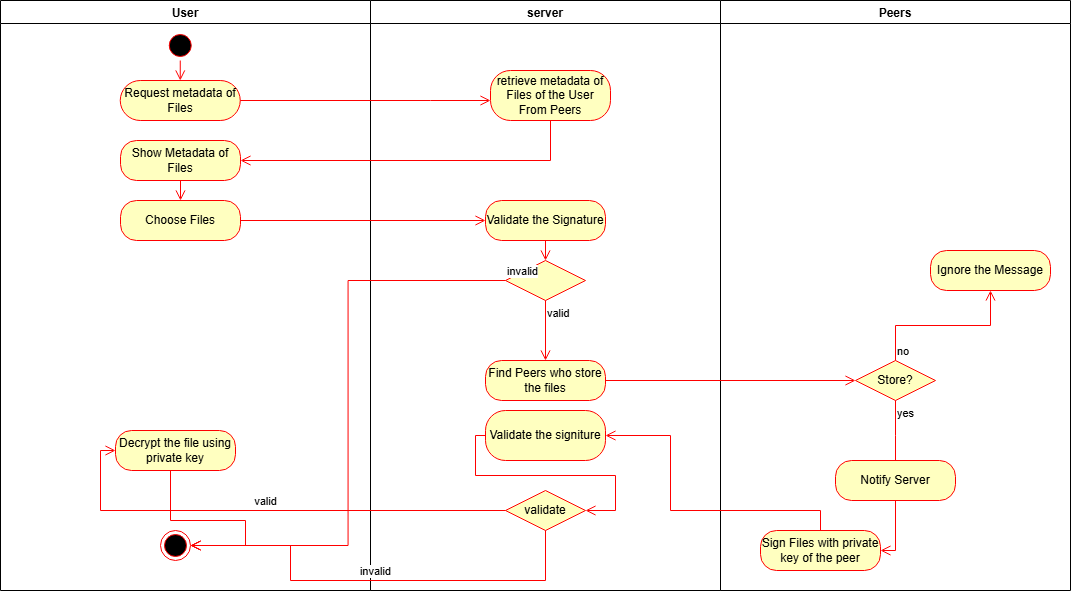 User
server
Peers
Request metadata of
Files
retrieve metadata of
Files of the User
From Peers
Show Metadata of
Files
Choose Files
Validate the Signature
invalid
valid
Ignore the Message
no
Find Peers who store
the files
Store?
yes
Decrypt the file using
private key
Validate the signiture
Notify Server
valid
validate
Sign Files with private
key of the peer
invalid